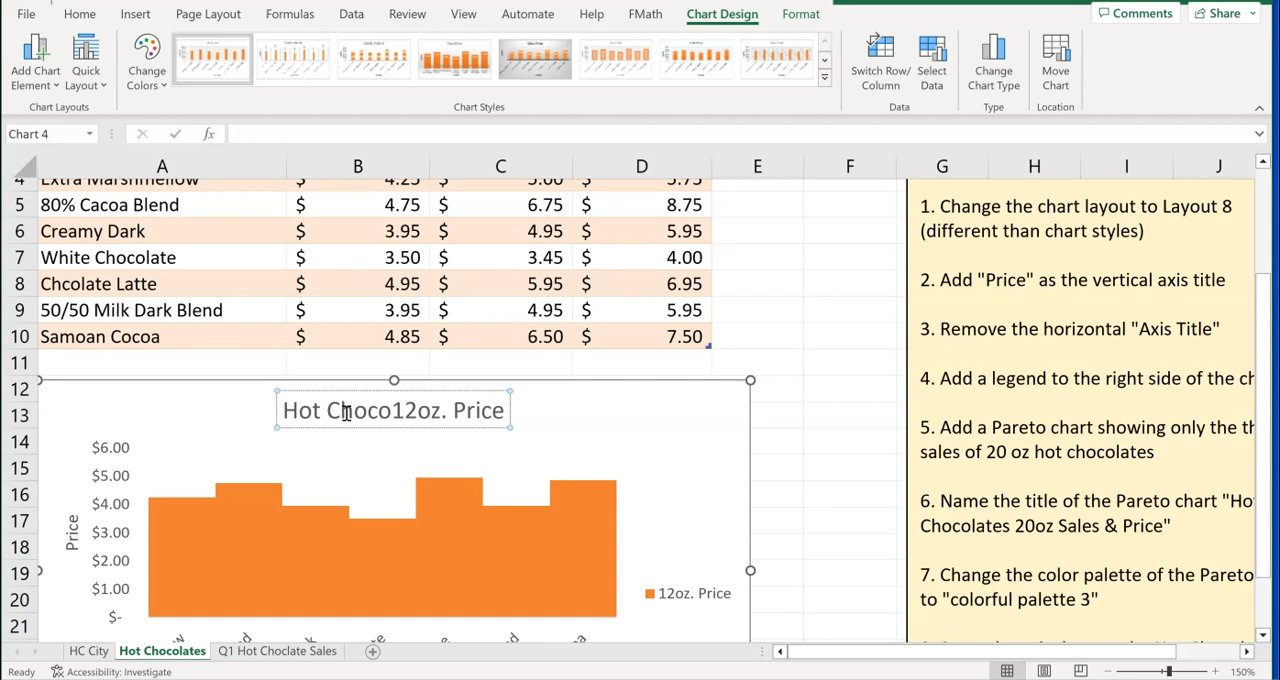 File Home Insert Page Layout Formulas Data Review View Automate Help FMath Chart Design Format Comments Share
Add Chart Element Quick Layout Change Colors Switch Row/Column Select Data Change Chart Type Move Chart
Chart Layouts Chart Styles Data Type Location
Chart 4 fx
A B C D E F G H I J
4 Extra Marshmellow $ 4.25 $ 5.00 $ 5.75
5 80% Cacoa Blend $ 4.75 $ 6.75 $ 8.75
6 Creamy Dark $ 3.95 $ 4.95 $ 5.95
7 White Chocolate $ 3.50 $ 3.45 $ 4.00
8 Chcolate Latte $ 4.95 $ 5.95 $ 6.95
9 50/50 Milk Dark Blend $ 3.95 $ 4.95 $ 5.95
10 Samoan Cocoa $ 4.85 $ 6.50 $ 7.50
11
12
13
14
15
16
17
18
19
20
21
Hot Choco12oz. Price
$6.00
$5.00
$4.00
$3.00
$2.00
$1.00
$-
Price
12oz. Price
1. Change the chart layout to Layout 8
(different than chart styles)
2. Add "Price" as the vertical axis title
3. Remove the horizontal "Axis Title"
4. Add a legend to the right side of the ch
5. Add a Pareto chart showing only the th
sales of 20 oz hot chocolates
6. Name the title of the Pareto chart "Ho
Chocolates 20oz Sales & Price"
7. Change the color palette of the Pareto
to "colorful palette 3"
HC City Hot Chocolates Q1 Hot Choclate Sales
Ready Accessibility: Investigate 150%